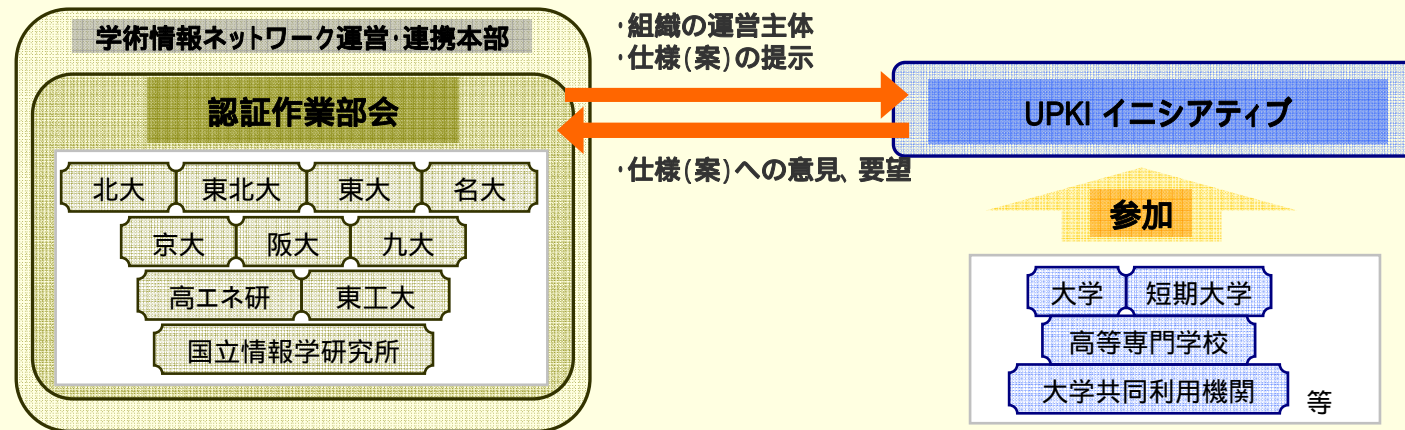 学術情報ネットワーク運営・連携本部
認証作業部会
北大 東北大 東大 名大
京大 阪大 九大
高エネ研 東工大
国立情報学研究所
・組織の運営主体
・仕様(案)の提示
・仕様(案)への意見、要望
UPKI イニシアティブ
参加
大学 短期大学
高等専門学校
大学共同利用機関 等